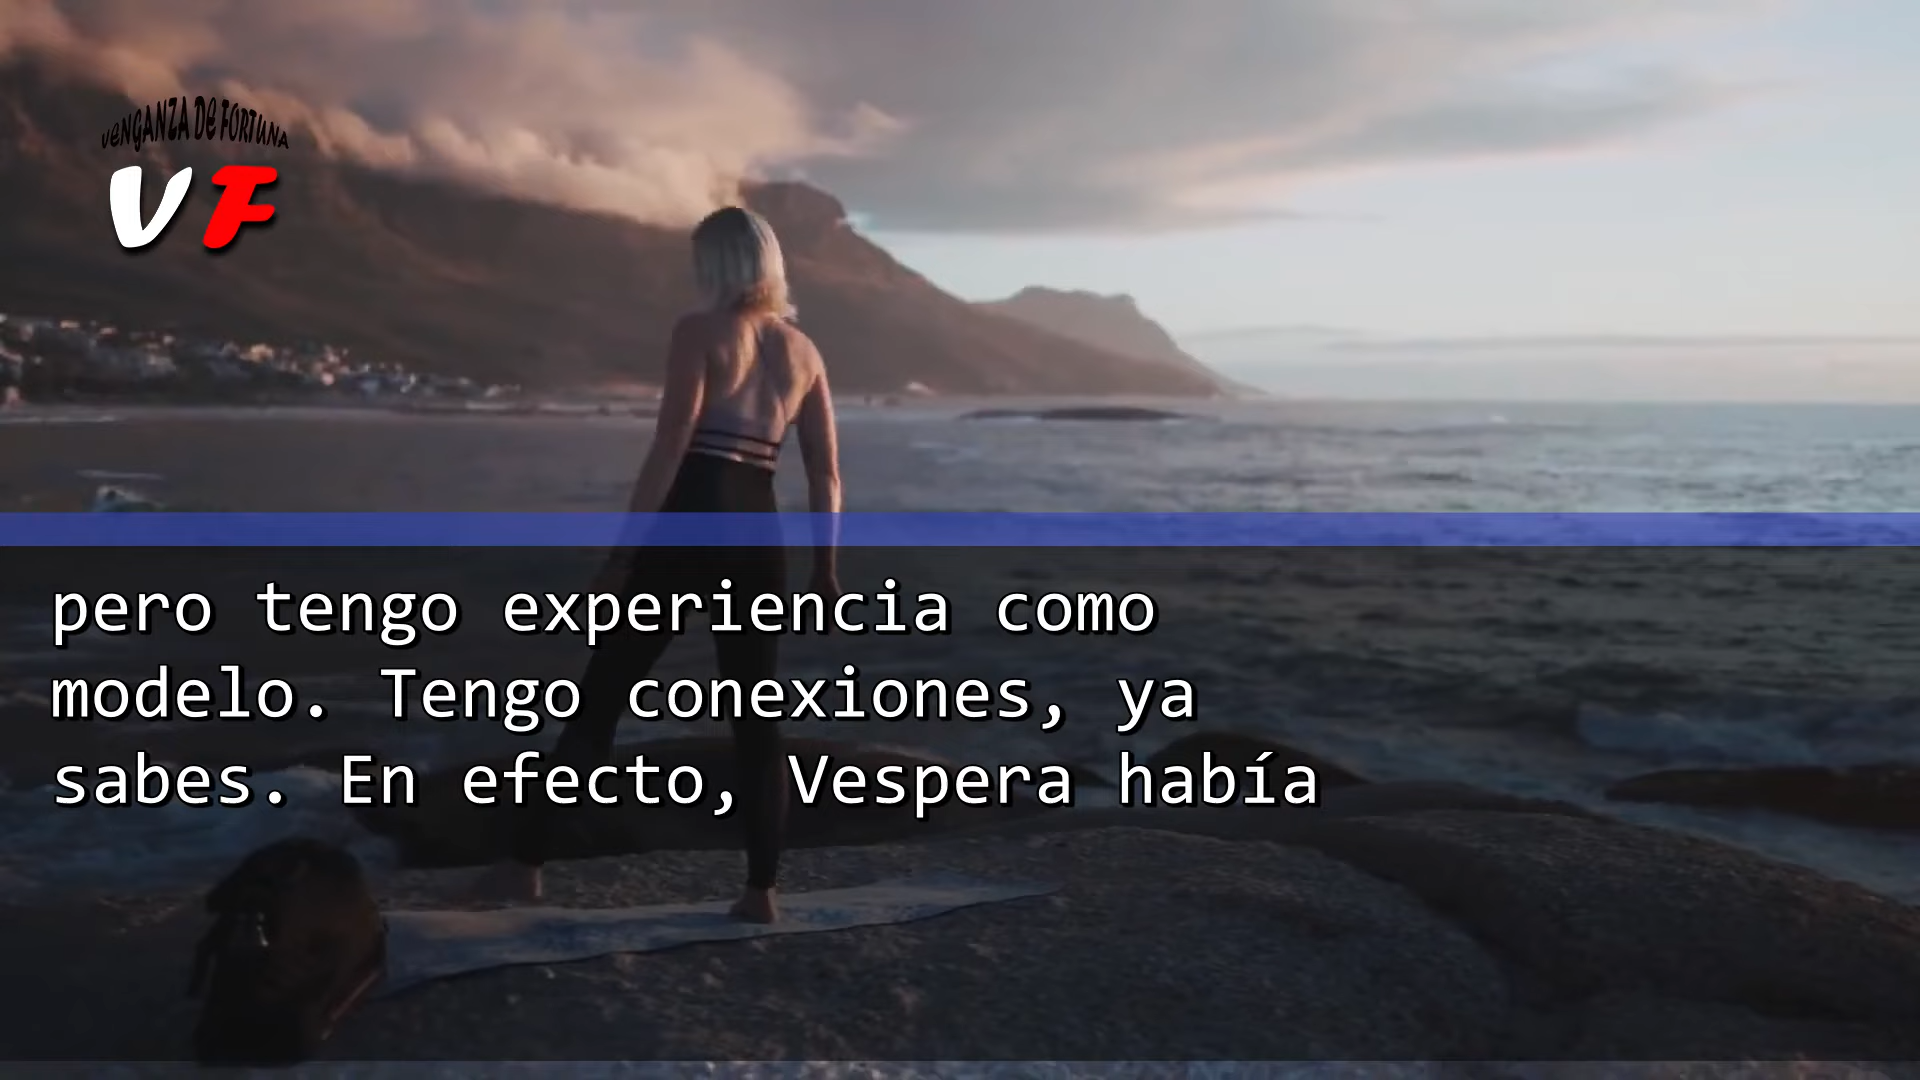 VENGANZA DE FORTUNA
VF
pero tengo experiencia como
modelo. Tengo conexiones, ya
sabes. En efecto, Vespera había